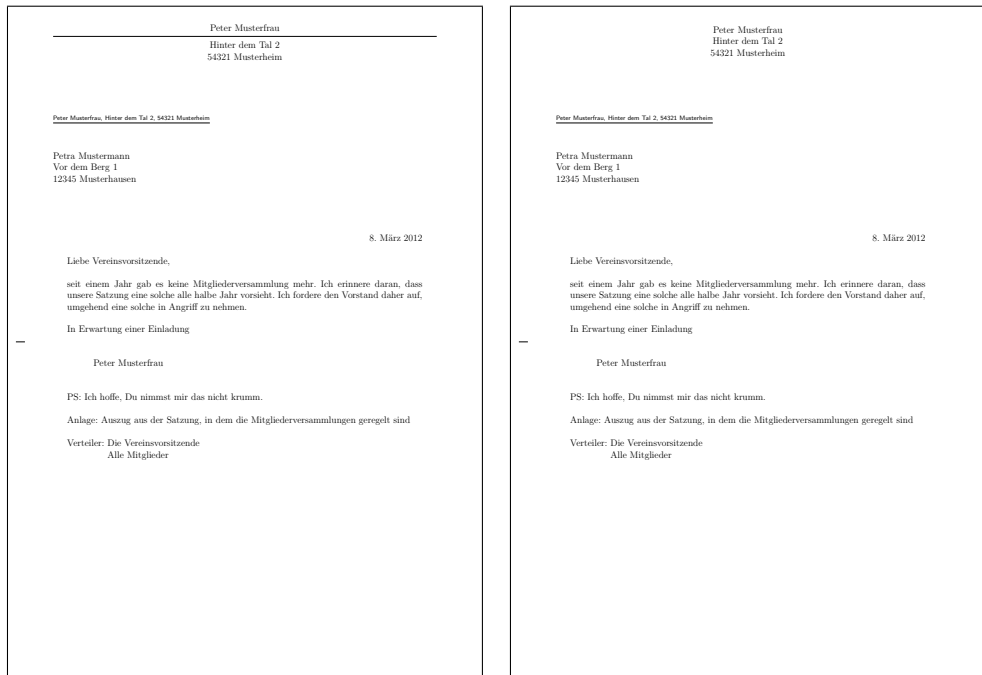 Peter Musterfrau
Hinter dem Tal 2
54321 Musterheim
Peter Musterfrau, Hinter dem Tal 2, 54321 Musterheim
Petra Mustermann
Vor dem Berg 1
12345 Musterhausen
8. März 2012
Liebe Vereinsvorsitzende,
seit einem Jahr gab es keine Mitgliederversammlung mehr. Ich erinnere daran, dass
unsere Satzung eine solche alle halbe Jahr vorsieht. Ich fordere den Vorstand daher auf,
umgehend eine solche in Angriff zu nehmen.
In Erwartung einer Einladung
Peter Musterfrau
PS: Ich hoffe, Du nimmst mir das nicht krumm.
Anlage: Auszug aus der Satzung, in dem die Mitgliederversammlungen geregelt sind
Verteiler: Die Vereinsvorsitzende
Alle Mitglieder
Peter Musterfrau
Hinter dem Tal 2
54321 Musterheim
Peter Musterfrau, Hinter dem Tal 2, 54321 Musterheim
Petra Mustermann
Vor dem Berg 1
12345 Musterhausen
8. März 2012
Liebe Vereinsvorsitzende,
seit einem Jahr gab es keine Mitgliederversammlung mehr. Ich erinnere daran, dass
unsere Satzung eine solche alle halbe Jahr vorsieht. Ich fordere den Vorstand daher auf,
umgehend eine solche in Angriff zu nehmen.
In Erwartung einer Einladung
Peter Musterfrau
PS: Ich hoffe, Du nimmst mir das nicht krumm.
Anlage: Auszug aus der Satzung, in dem die Mitgliederversammlungen geregelt sind
Verteiler: Die Vereinsvorsitzende
Alle Mitglieder